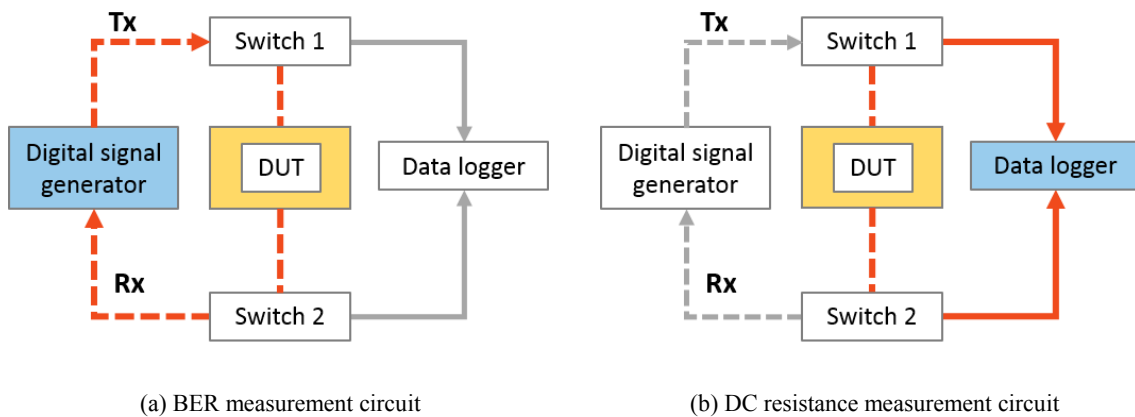 Tx
Switch 1
Digital signal
generator
DUT
Data logger
Rx
Switch 2
(a) BER measurement circuit
Tx
Switch 1
Digital signal
generator
DUT
Data logger
Rx
Switch 2
(b) DC resistance measurement circuit